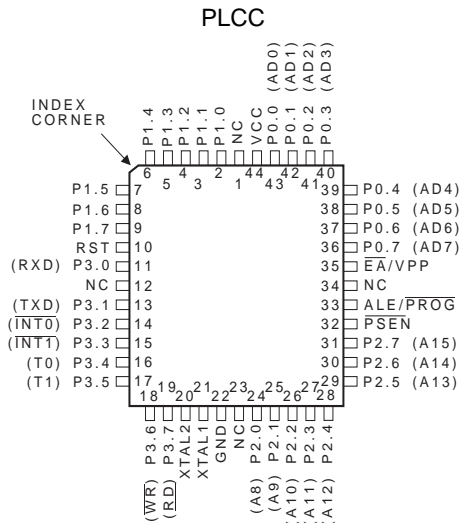 PLCC
INDEX
CORNER
P1.4
P1.3
P1.2
P1.1
P1.0
NC
VCC
P0.0 (AD0)
P0.1 (AD1)
P0.2 (AD2)
P0.3 (AD3)
6
5
4
3
2
1
44
43
42
41
40
P1.5 7
P1.6 8
P1.7 9
RST 10
(RXD) P3.0 11
NC 12
(TXD) P3.1 13
(INT0) P3.2 14
(INT1) P3.3 15
(T0) P3.4 16
(T1) P3.5 17
39 P0.4 (AD4)
38 P0.5 (AD5)
37 P0.6 (AD6)
36 P0.7 (AD7)
35 EA/VPP
34 NC
33 ALE/PROG
32 PSEN
31 P2.7 (A15)
30 P2.6 (A14)
29 P2.5 (A13)
18
19
20
21
22
23
24
25
26
27
28
(WR) P3.6
(RD) P3.7
XTAL2
XTAL1
GND
NC
(A8) P2.0
(A9) P2.1
(A10) P2.2
(A11) P2.3
(A12) P2.4